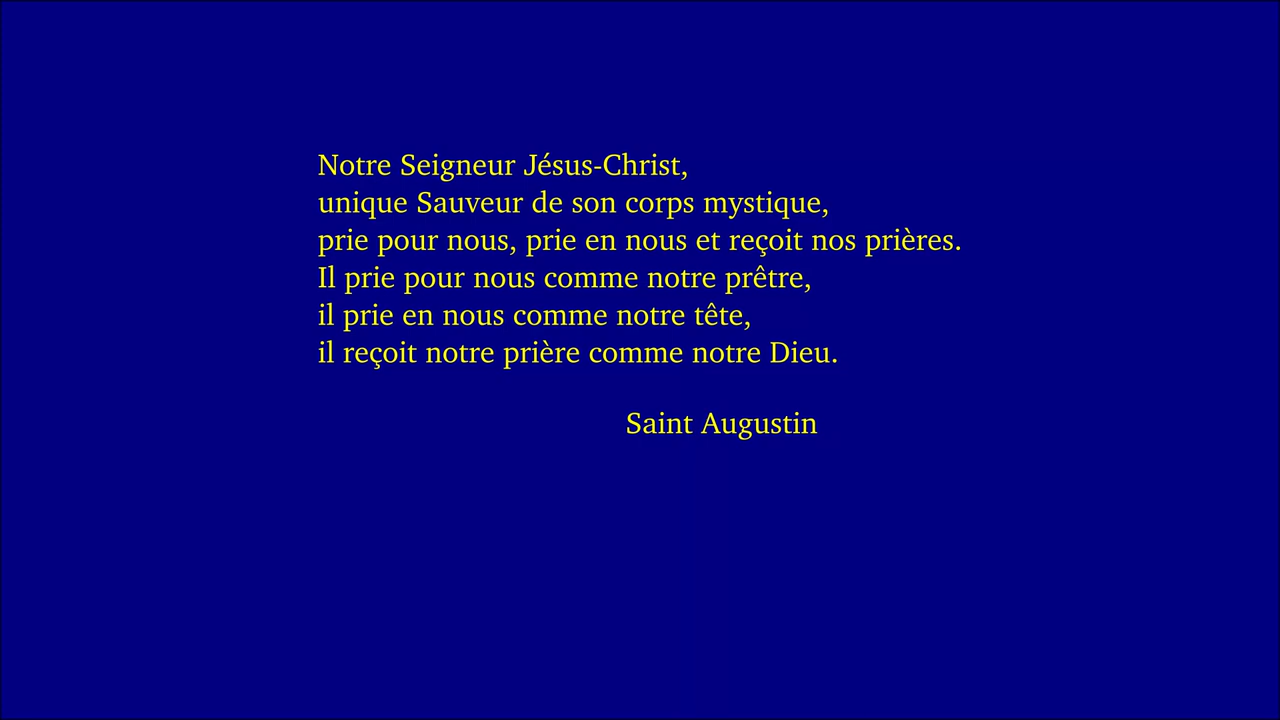 Notre Seigneur Jésus-Christ,
unique Sauveur de son corps mystique,
prie pour nous, prie en nous et reçoit nos prières.
Il prie pour nous comme notre prêtre,
il prie en nous comme notre tête,
il reçoit notre prière comme notre Dieu.
Saint Augustin